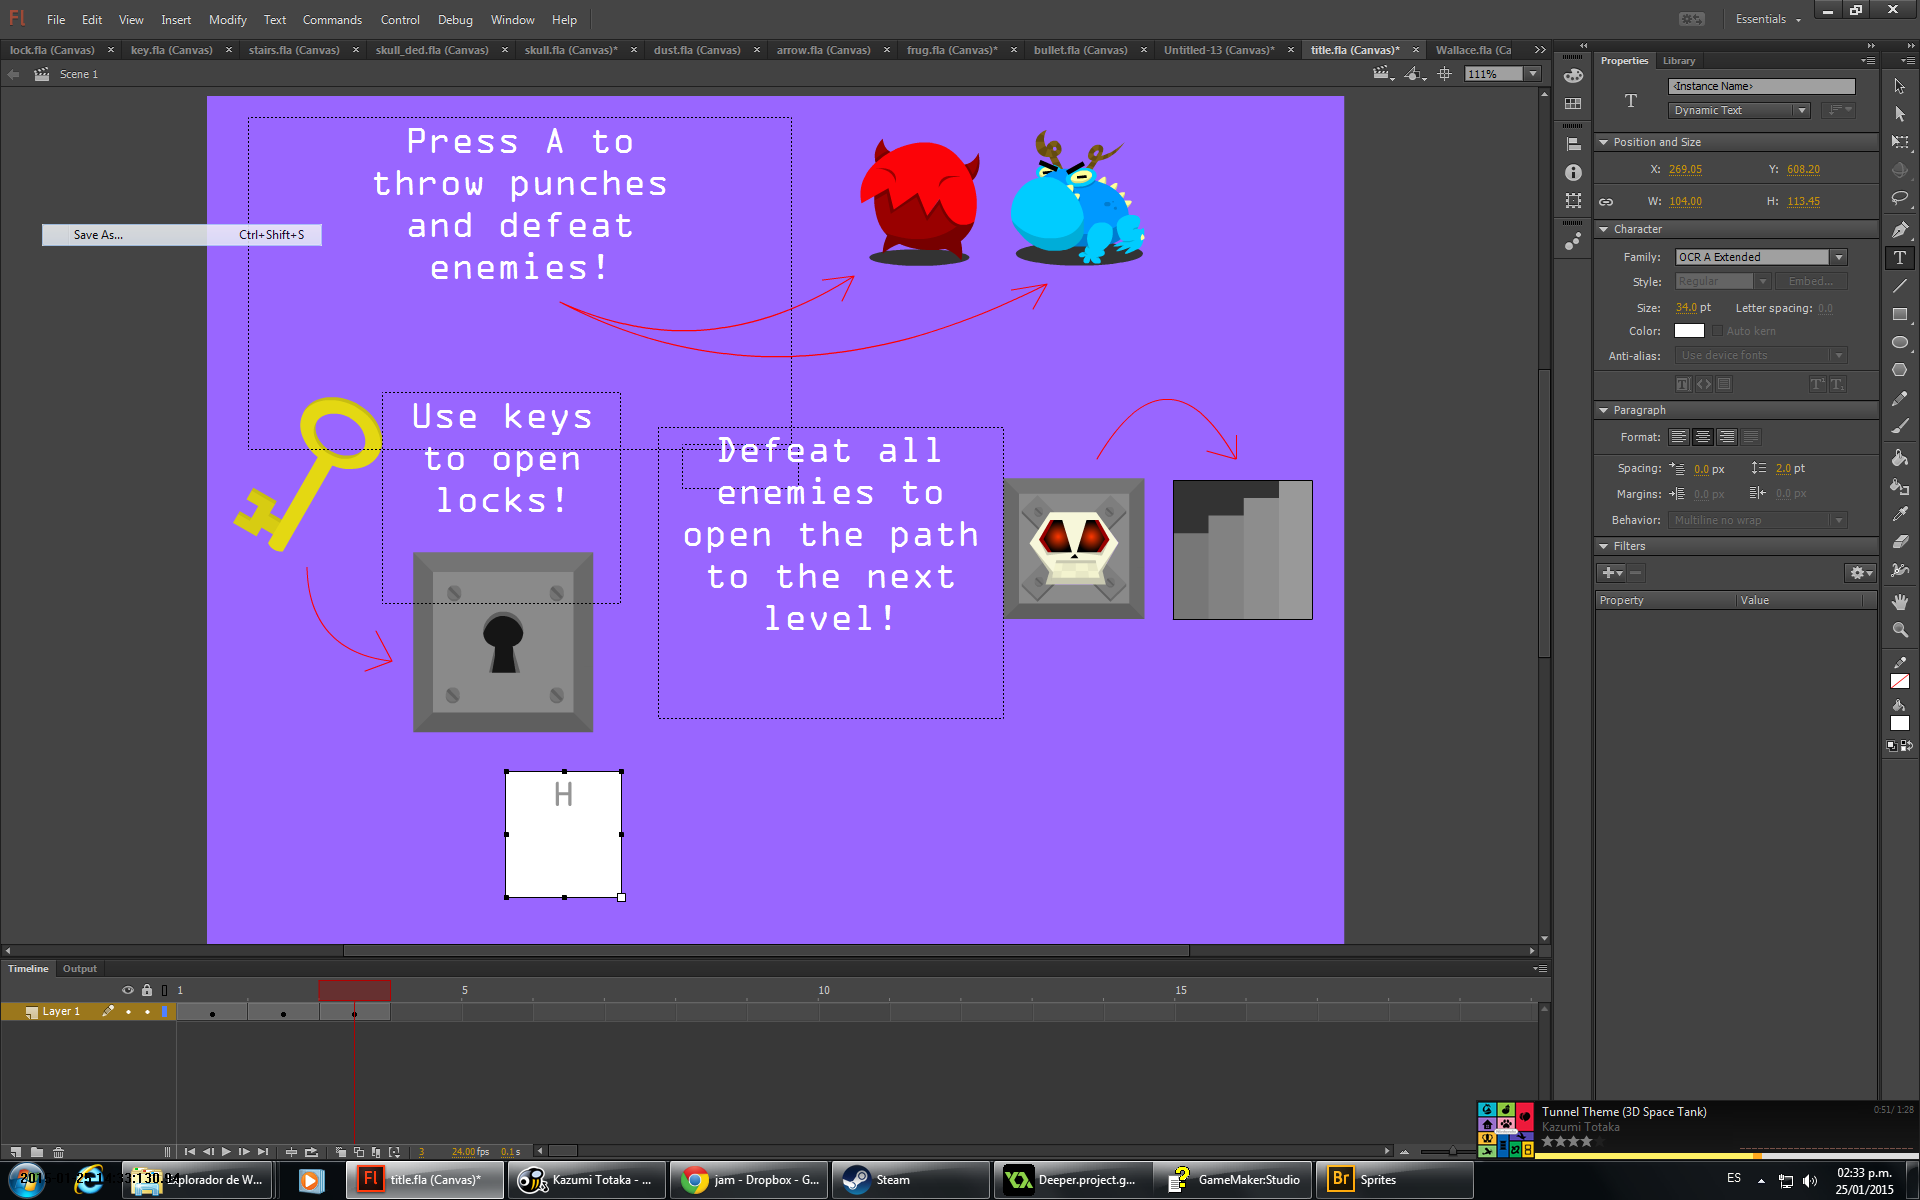 Fl File Edit View Insert Modify Text Commands Control Debug Window Help Essentials
lock.fla (Canvas) key.fla (Canvas) stairs.fla (Canvas) skull_ded.fla (Canvas) skull.fla (Canvas)* dust.fla (Canvas) arrow.fla (Canvas) frug.fla (Canvas)* bullet.fla (Canvas) Untitled-13 (Canvas)* title.fla (Canvas)* Wallace.fla (Ca
Scene 1 111%
Save As... Ctrl+Shift+S
Press A to
throw punches
and defeat
enemies!
Use keys
to open
locks!
Defeat all
enemies to
open the path
to the next
level!
H
Properties Library
<Instance Name>
T Dynamic Text
Position and Size
X: 269.05 Y: 608.20
W: 104.00 H: 113.45
Character
Family: OCR A Extended
Style: Regular Embed...
Size: 34.0 pt Letter spacing: 0.0
Color: Auto kern
Anti-alias: Use device fonts
Paragraph
Format:
Spacing: 0.0 px 2.0 pt
Margins: 0.0 px 0.0 px
Behavior: Multiline no wrap
Filters
Property Value
Timeline Output
1 5 10 15
Layer 1
3 24.00 fps 0.1 s
Tunnel Theme (3D Space Tank) 0:51/ 1:28
Kazumi Totaka
Explorador de W... Fl title.fla (Canvas)* Kazumi Totaka - ... jam - Dropbox - G... Steam Deeper.project.g... GameMaker:Studio Br Sprites ES 02:33 p.m.
25/01/2015